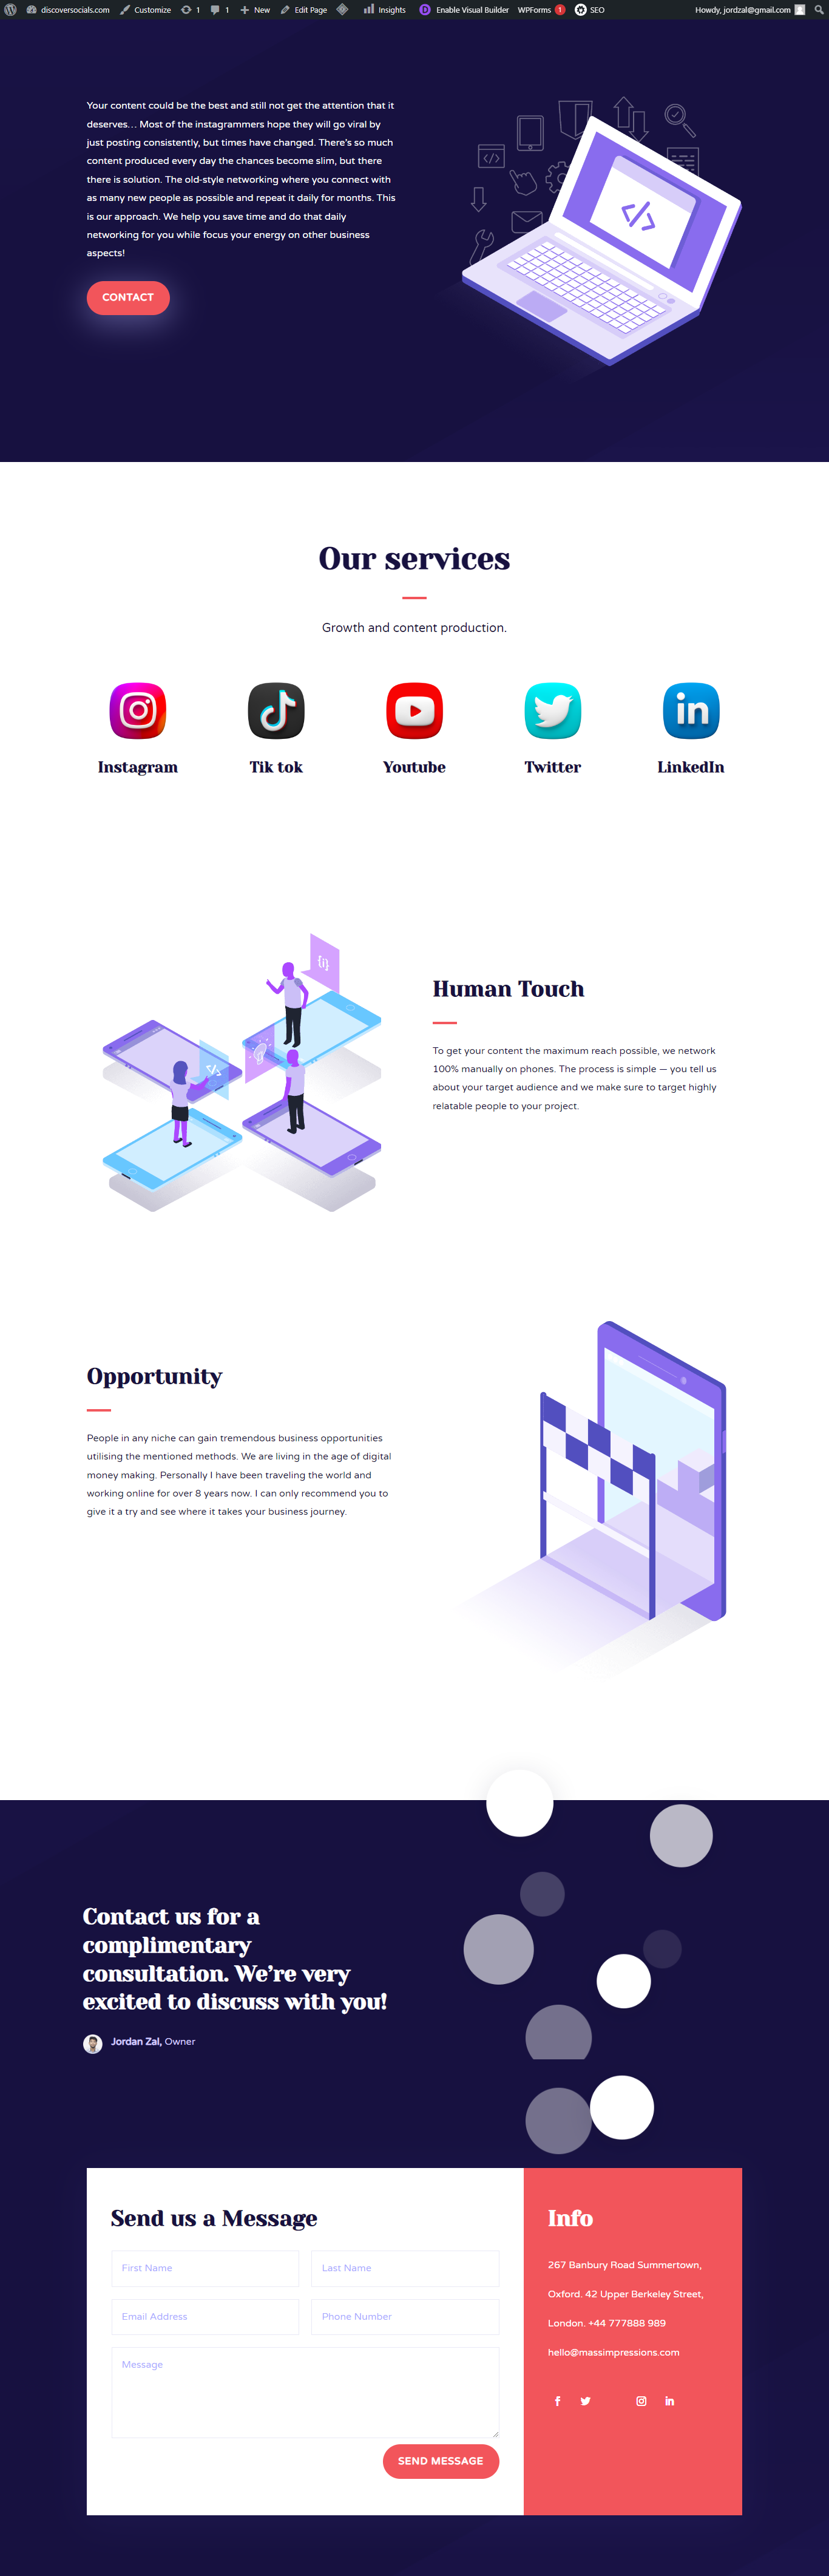 discoversocials.com Customize 1 1 New Edit Page Insights D Enable Visual Builder WPForms 1 SEO Howdy, jordzal@gmail.com
Your content could be the best and still not get the attention that it
deserves… Most of the instagrammers hope they will go viral by
just posting consistently, but times have changed. There's so much
content produced every day the chances become slim, but there
there is solution. The old-style networking where you connect with
as many new people as possible and repeat it daily for months. This
is our approach. We help you save time and do that daily
networking for you while focus your energy on other business
aspects!
CONTACT
</>
</>
Our services
Growth and content production.
in
Instagram Tik tok Youtube Twitter LinkedIn
{i}
</>
Human Touch
To get your content the maximum reach possible, we network
100% manually on phones. The process is simple — you tell us
about your target audience and we make sure to target highly
relatable people to your project.
Opportunity
People in any niche can gain tremendous business opportunities
utilising the mentioned methods. We are living in the age of digital
money making. Personally I have been traveling the world and
working online for over 8 years now. I can only recommend you to
give it a try and see where it takes your business journey.
Contact us for a
complimentary
consultation. We're very
excited to discuss with you!
Jordan Zal, Owner
Send us a Message
First Name Last Name
Email Address Phone Number
Message
SEND MESSAGE
Info
267 Banbury Road Summertown,
Oxford. 42 Upper Berkeley Street,
London. +44 777888 989
hello@massimpressions.com